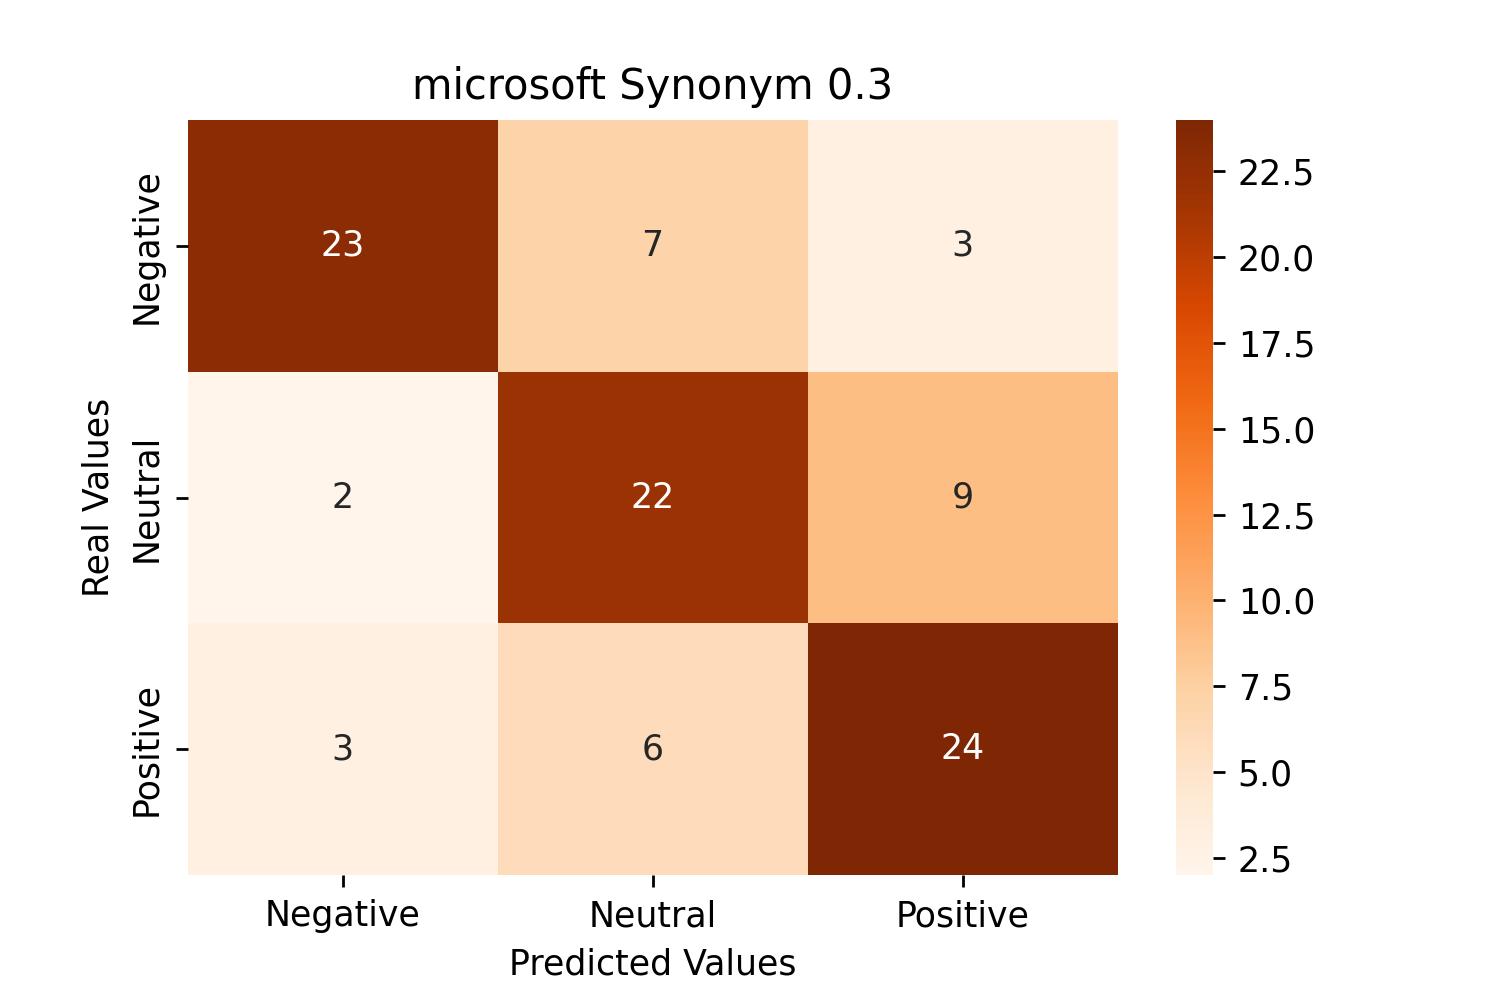 microsoft Synonym 0.3
Real Values
Negative
23 7 3
Neutral
2 22 9
Positive
3 6 24
Negative Neutral Positive
Predicted Values
22.5
20.0
17.5
15.0
12.5
10.0
7.5
5.0
2.5